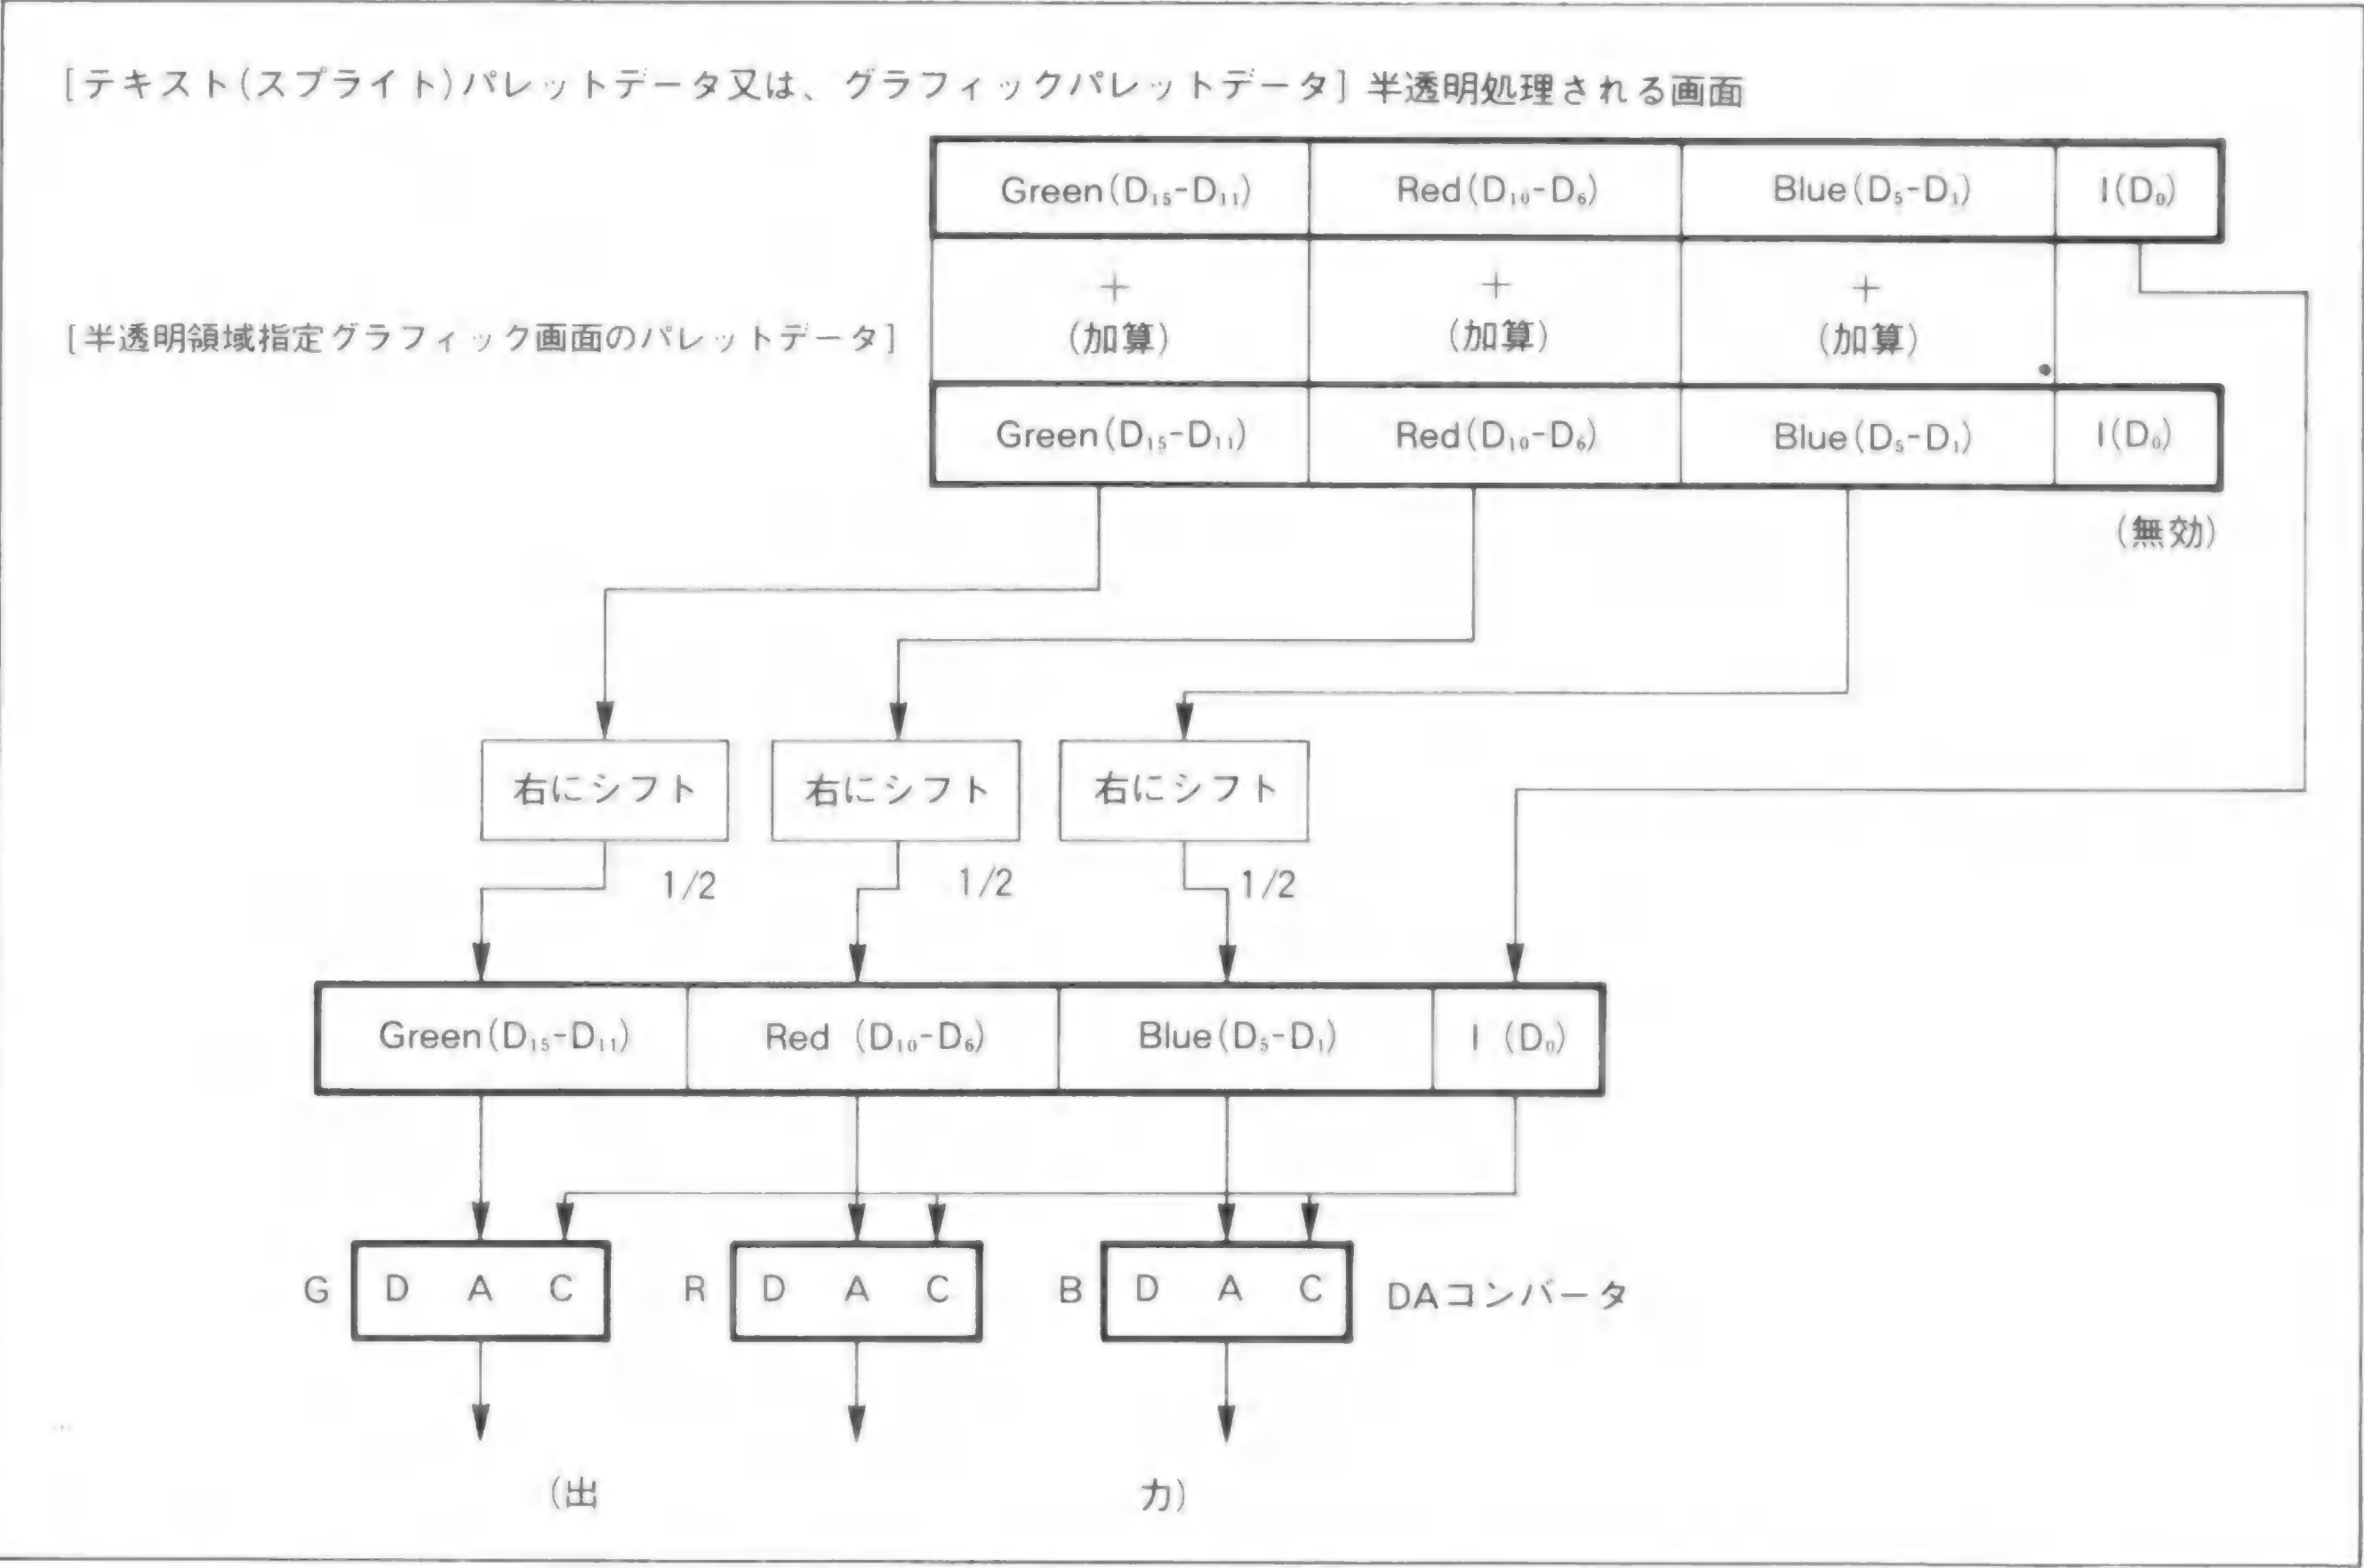 [テキスト(スプライト)パレットデータ又は、グラフィックパレットデータ] 半透明処理される画面
Green(D₁₅-D₁₁) Red(D₁₀-D₆) Blue(D₅-D₁) I(D₀)
+ + +
[半透明領域指定グラフィック画面のパレットデータ] (加算) (加算) (加算)
Green(D₁₅-D₁₁) Red(D₁₀-D₆) Blue(D₅-D₁) I(D₀)
(無効)
右にシフト 右にシフト 右にシフト
1/2 1/2 1/2
Green(D₁₅-D₁₁) Red (D₁₀-D₆) Blue(D₅-D₁) I (D₀)
G D A C R D A C B D A C DAコンバータ
(出 力)